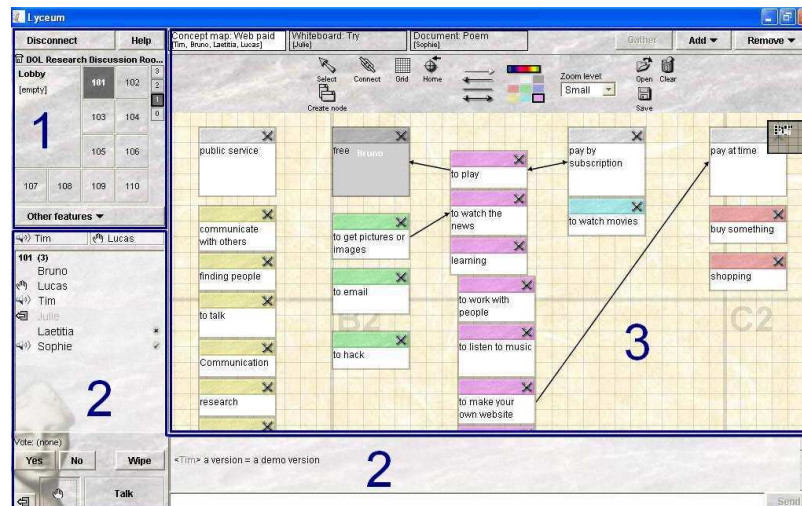 Lyceum
Disconnect
Help
DOL Research Discussion Roo...
Lobby
[empty]
101
102
3
2
1
0
103
104
105
106
107
108
109
110
Other features
1
Concept map: Web paid
[Tim, Bruno, Laetitia, Lucas]
Whiteboard: Try
[Julie]
Document: Poem
[Sophie]
Gather
Add
Remove
Select
Connect
Grid
Home
Create node
Zoom level:
Small
Open
Clear
Save
public service
free
Bruno
to play
pay by
subscription
pay at time
communicate
with others
to get pictures or
images
to watch the
news
to watch movies
buy something
finding people
learning
shopping
to email
to work with
people
to talk
B2
C2
3
to hack
to listen to music
Communication
research
to make your
own website
Tim
Lucas
101 (3)
Bruno
Lucas
Tim
Julie
Laetitia
Sophie
2
Vote: (none)
Yes
No
Wipe
Talk
<Tim> a version = a demo version
2
Send